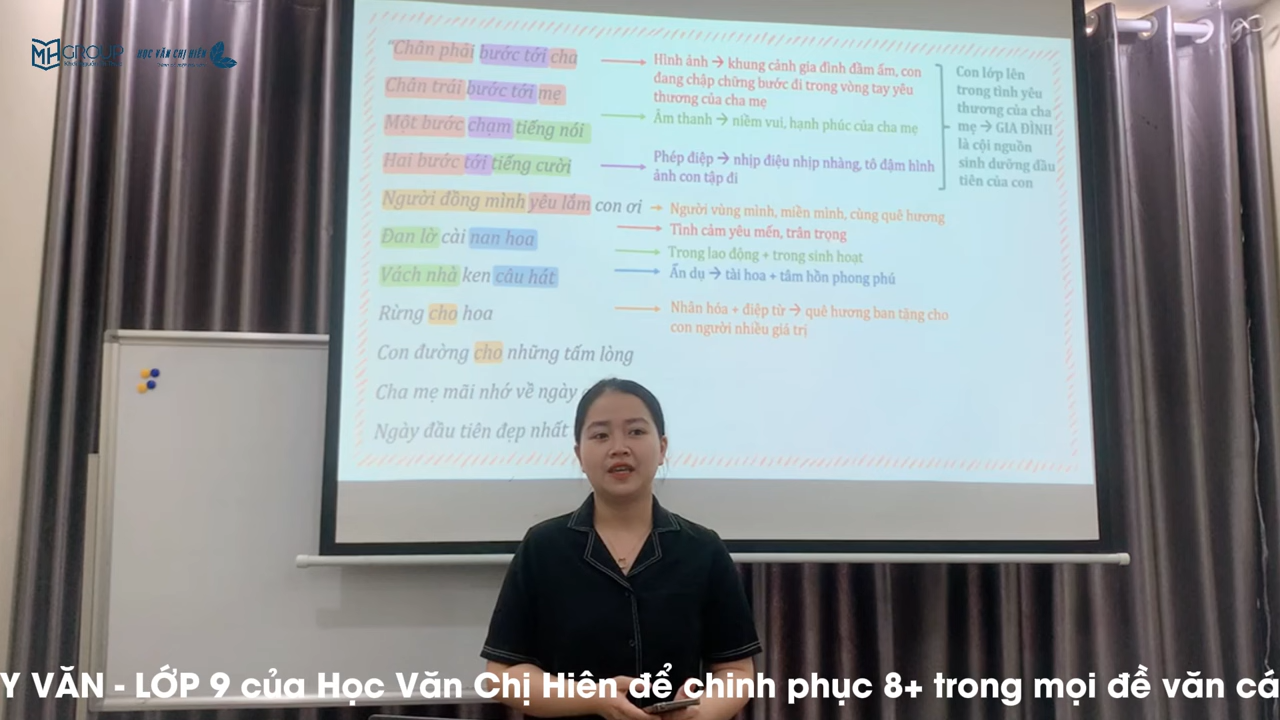 MH GROUP
HỌC VĂN CHỊ HIÊN
"Chân phải bước tới cha
Chân trái bước tới mẹ
Một bước chạm tiếng nói
Hai bước tới tiếng cười
Người đồng mình yêu lắm con ơi
Đan lờ cài nan hoa
Vách nhà ken câu hát
Rừng cho hoa
Con đường cho những tấm lòng
Cha mẹ mãi nhớ về ngày
Ngày đầu tiên đẹp nhất
Hình ảnh → khung cảnh gia đình đầm ấm, con
đang chập chững bước đi trong vòng tay yêu
thương của cha mẹ
Âm thanh → niềm vui, hạnh phúc của cha mẹ
Phép điệp → nhịp điệu nhịp nhàng, tô đậm hình
ảnh con tập đi
Con lớp lên
trong tình yêu
thương của cha
mẹ → GIA ĐÌNH
là cội nguồn
sinh dưỡng đầu
tiên của con
Người vùng mình, miền mình, cùng quê hương
Tình cảm yêu mến, trân trọng
Trong lao động + trong sinh hoạt
Ẩn dụ → tài hoa + tâm hồn phong phú
Nhân hóa + điệp từ → quê hương ban tặng cho
con người nhiều giá trị
Y VĂN - LỚP 9 của Học Văn Chị Hiên để chinh phục 8+ trong mọi đề văn cá